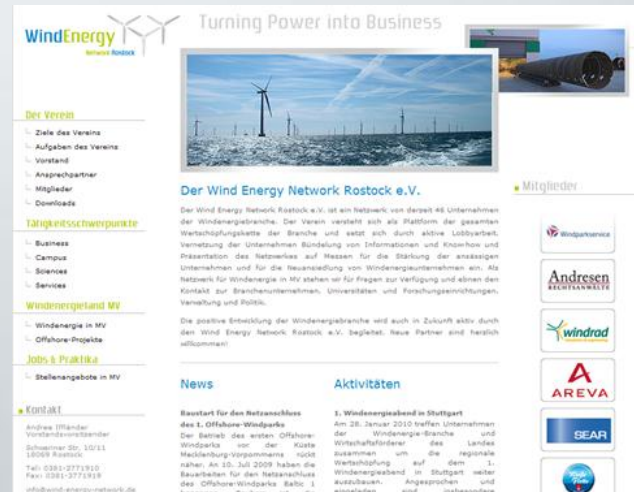 WindEnergy
Network Rostock
Turning Power into Business
Der Verein
Ziele des Vereins
Aufgaben des Vereins
Vorstand
Ansprechpartner
Mitglieder
Downloads
Tätigkeitsschwerpunkte
Business
Campus
Sciences
Services
Windenergieland MV
Windenergie in MV
Offshore-Projekte
Jobs & Praktika
Stellenangebote in MV
Kontakt
Andree Iffländer
Vorstandsvorsitzender
Schweriner Str. 10/11
18069 Rostock
Tel: 0381-3771910
Fax: 0381-3771919
info@wind-energy-network.de
Der Wind Energy Network Rostock e.V.
Der Wind Energy Network Rostock e.V. ist ein Netzwerk von derzeit 46 Unternehmen
der Windenergiebranche. Der Verein versteht sich als Plattform der gesamten
Wertschöpfungskette der Branche und setzt sich durch aktive Lobbyarbeit,
Vernetzung der Unternehmen Bündelung von Informationen und Knowhow und
Präsentation des Netzwerkes auf Messen für die Stärkung der ansässigen
Unternehmen und für die Neuansiedlung von Windenergieunternehmen ein. Als
Netzwerk für Windenergie in MV stehen wir für Fragen zur Verfügung und ebnen den
Kontakt zur Branchenunternehmen, Universitäten und Forschungseinrichtungen,
Verwaltung und Politik.
Die positive Entwicklung der Windenergiebranche wird auch in Zukunft aktiv durch
den Wind Energy Network Rostock e.V. begleitet. Neue Partner sind herzlich
willkommen!
News
Baustart für den Netzanschluss
des 1. Offshore-Windparks
Der Betrieb des ersten Offshore-
Windparks vor der Küste
Mecklenburg-Vorpommerns rückt
näher. Am 10. Juli 2009 haben die
Bauarbeiten für den Netzanschluss
des Offshore-Windparks Baltic 1
Aktivitäten
1. Windenergieabend in Stuttgart
Am 28. Januar 2010 treffen Unternehmen
der Windenergie-Branche und
Wirtschaftsförderer des Landes
zusammen um die regionale
Wertschöpfung auf dem 1.
Windenergieabend in Stuttgart weiter
auszubauen. Angesprochen und
eingeladen sind insbesondere
Mitglieder
Windparkservice
Andresen
RECHTSANWÄLTE
windrad
AREVA
SEAR